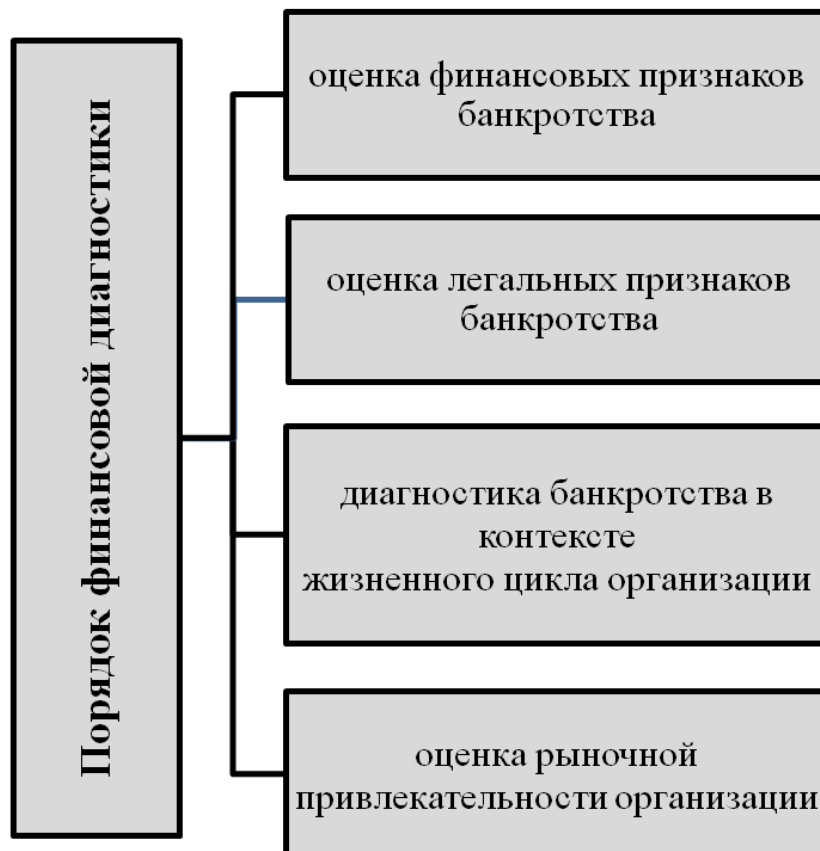 Порядок финансовой диагностики
оценка финансовых признаков
банкротства
оценка легальных признаков
банкротства
диагностика банкротства в
контексте
жизненного цикла организации
оценка рыночной
привлекательности организации